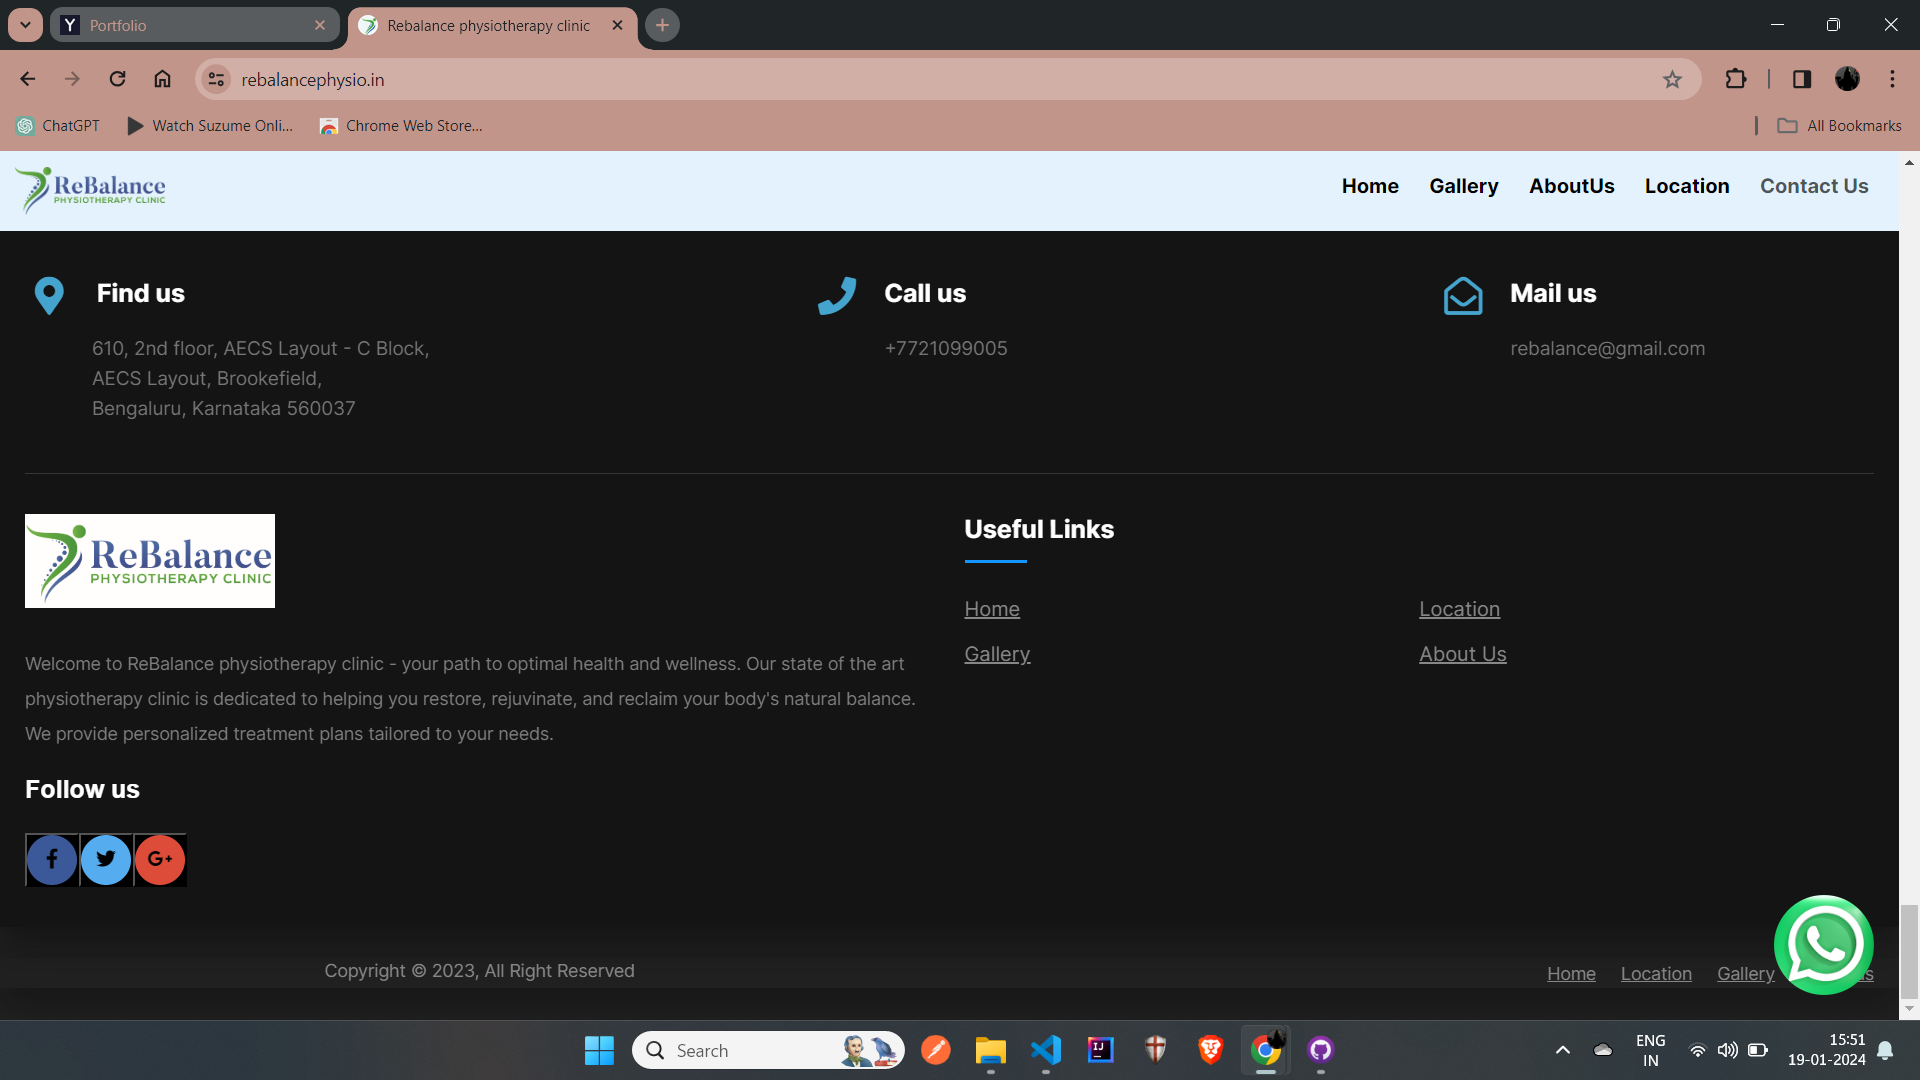 Portfolio
Rebalance physiotherapy clinic
rebalancephysio.in
ChatGPT
Watch Suzume Onli...
Chrome Web Store...
All Bookmarks
ReBalance
PHYSIOTHERAPY CLINIC
Home
Gallery
AboutUs
Location
Contact Us
Find us
Call us
Mail us
610, 2nd floor, AECS Layout - C Block,
AECS Layout, Brookefield,
Bengaluru, Karnataka 560037
+7721099005
rebalance@gmail.com
ReBalance
PHYSIOTHERAPY CLINIC
Welcome to ReBalance physiotherapy clinic - your path to optimal health and wellness. Our state of the art
physiotherapy clinic is dedicated to helping you restore, rejuvinate, and reclaim your body's natural balance.
We provide personalized treatment plans tailored to your needs.
Follow us
Useful Links
Home
Location
Gallery
About Us
Copyright © 2023, All Right Reserved
Home
Location
Gallery
Search
ENG
IN
15:51
19-01-2024